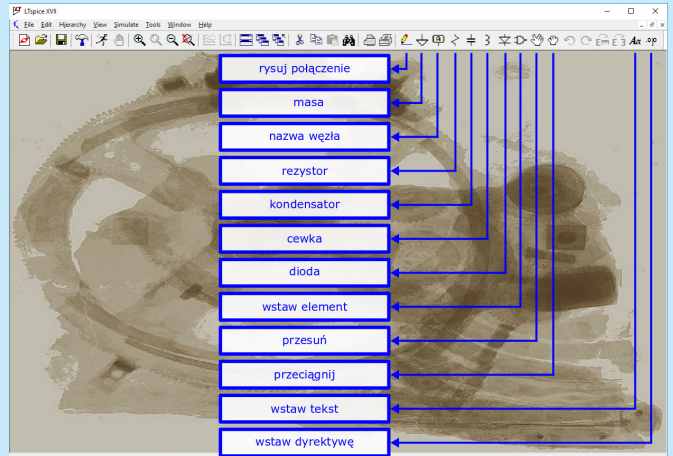 LTspice XVII
File Edit Hierarchy View Simulate Tools Window Help
Aa .op
rysuj połączenie
masa
nazwa węzła
rezystor
kondensator
cewka
dioda
wstaw element
przesuń
przeciągnij
wstaw tekst
wstaw dyrektywę